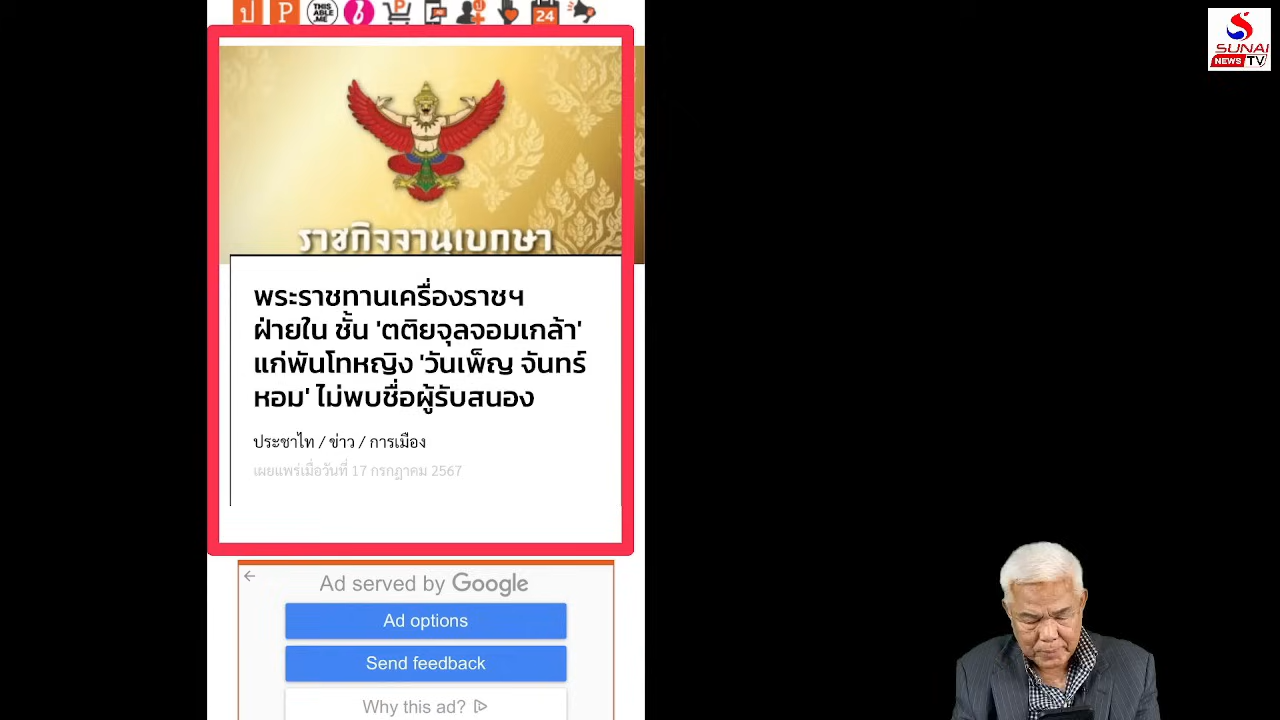 ป P THIS ABLE .ME
24
SUNAI
NEWS TV
ราชกิจจานุเบกษา
พระราชทานเครื่องราชฯ
ฝ่ายใน ชั้น 'ตติยจุลจอมเกล้า'
แก่พันโทหญิง 'วันเพ็ญ จันทร์
หอม' ไม่พบชื่อผู้รับสนอง
ประชาไท / ข่าว / การเมือง
เผยแพร่เมื่อวันที่ 17 กรกฎาคม 2567
Ad served by Google
Ad options
Send feedback
Why this ad?